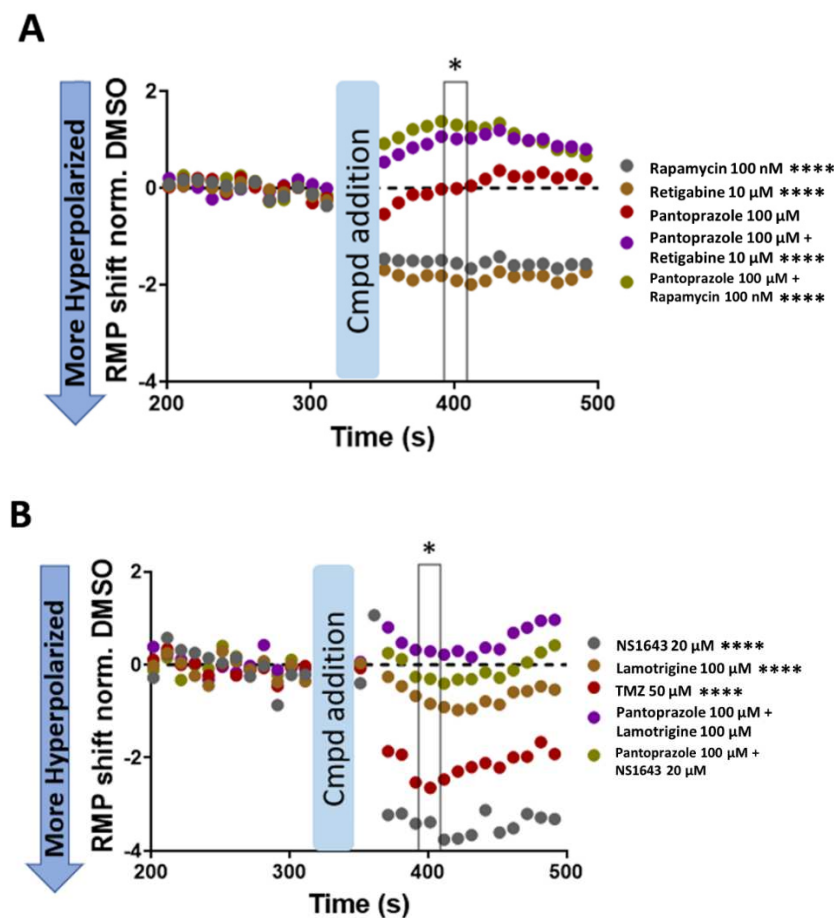 A
More Hyperpolarized
RMP shift norm. DMSO
2
0
-2
-4
Cmpd addition
*
200
300
400
500
Time (s)
Rapamycin 100 nM ****
Retigabine 10 µM ****
Pantoprazole 100 µM
Pantoprazole 100 µM +
Retigabine 10 µM ****
Pantoprazole 100 µM +
Rapamycin 100 nM ****
B
More Hyperpolarized
RMP shift norm. DMSO
2
0
-2
-4
Cmpd addition
*
200
300
400
500
Time (s)
NS1643 20 µM ****
Lamotrigine 100 µM ****
TMZ 50 µM ****
Pantoprazole 100 µM +
Lamotrigine 100 µM
Pantoprazole 100 µM +
NS1643 20 µM